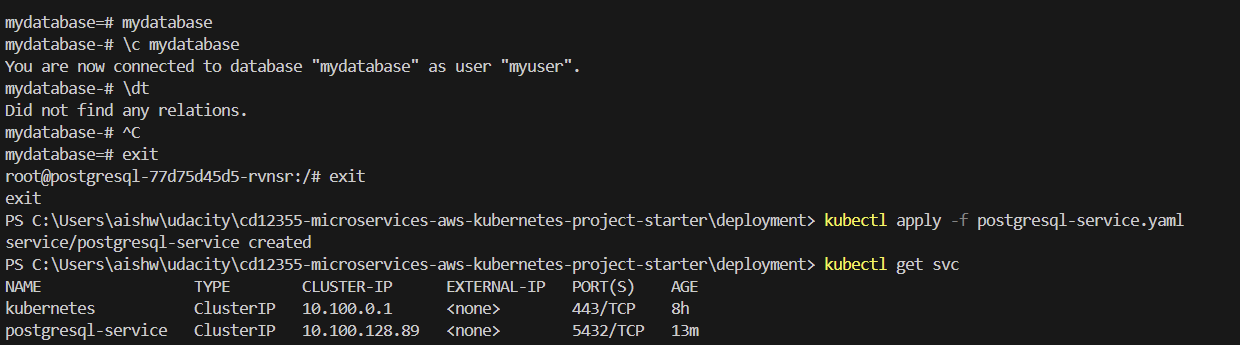 mydatabase=# mydatabase
mydatabase-# \c mydatabase
You are now connected to database "mydatabase" as user "myuser".
mydatabase-# \dt
Did not find any relations.
mydatabase-# ^C
mydatabase=# exit
root@postgresql-77d75d45d5-rvnsr:/# exit
exit
PS C:\Users\aishw\udacity\cd12355-microservices-aws-kubernetes-project-starter\deployment> kubectl apply -f postgresql-service.yaml
service/postgresql-service created
PS C:\Users\aishw\udacity\cd12355-microservices-aws-kubernetes-project-starter\deployment> kubectl get svc
NAME                 TYPE        CLUSTER-IP      EXTERNAL-IP   PORT(S)    AGE
kubernetes           ClusterIP   10.100.0.1      <none>        443/TCP    8h
postgresql-service   ClusterIP   10.100.128.89   <none>        5432/TCP   13m